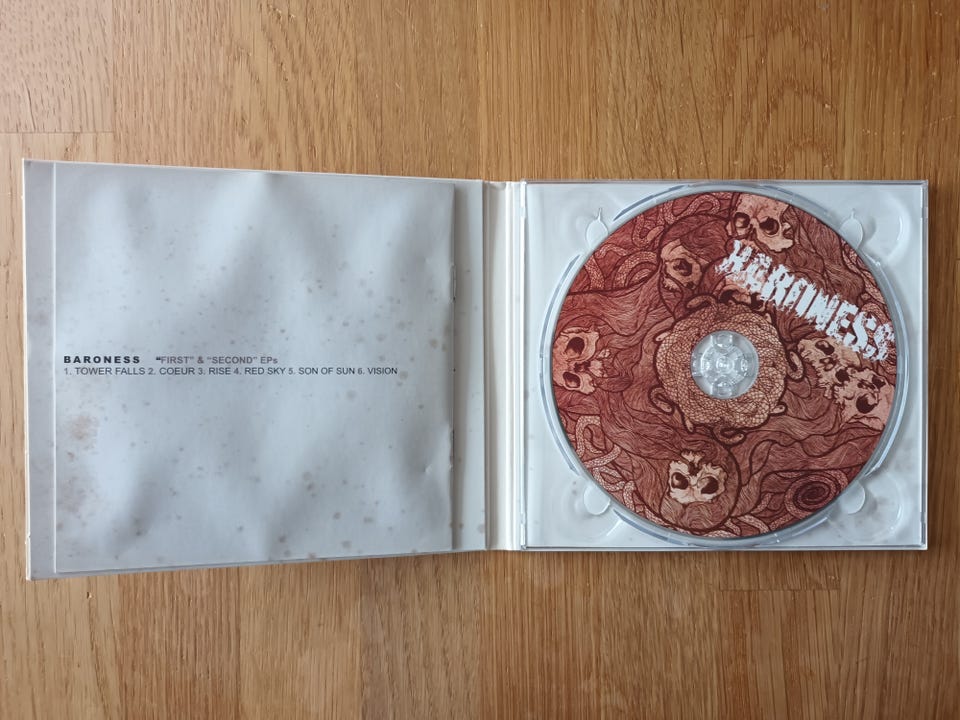 BARONESS “FIRST” & “SECOND” EPs
1. TOWER FALLS 2. COEUR 3. RISE 4. RED SKY 5. SON OF SUN 6. VISION
BARONESS